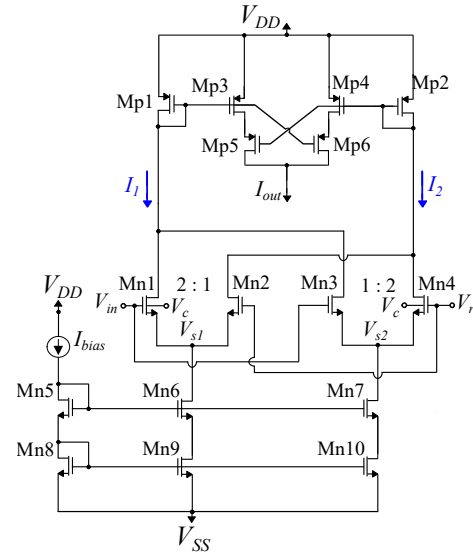 V_DD
Mp1
Mp3
Mp4
Mp2
Mp5
Mp6
I_1
I_out
I_2
Mn1
2 : 1
Mn2
Mn3
1 : 2
Mn4
V_in
V_c
V_c
V_DD
V_s1
V_s2
I_bias
Mn5
Mn6
Mn7
Mn8
Mn9
Mn10
V_SS